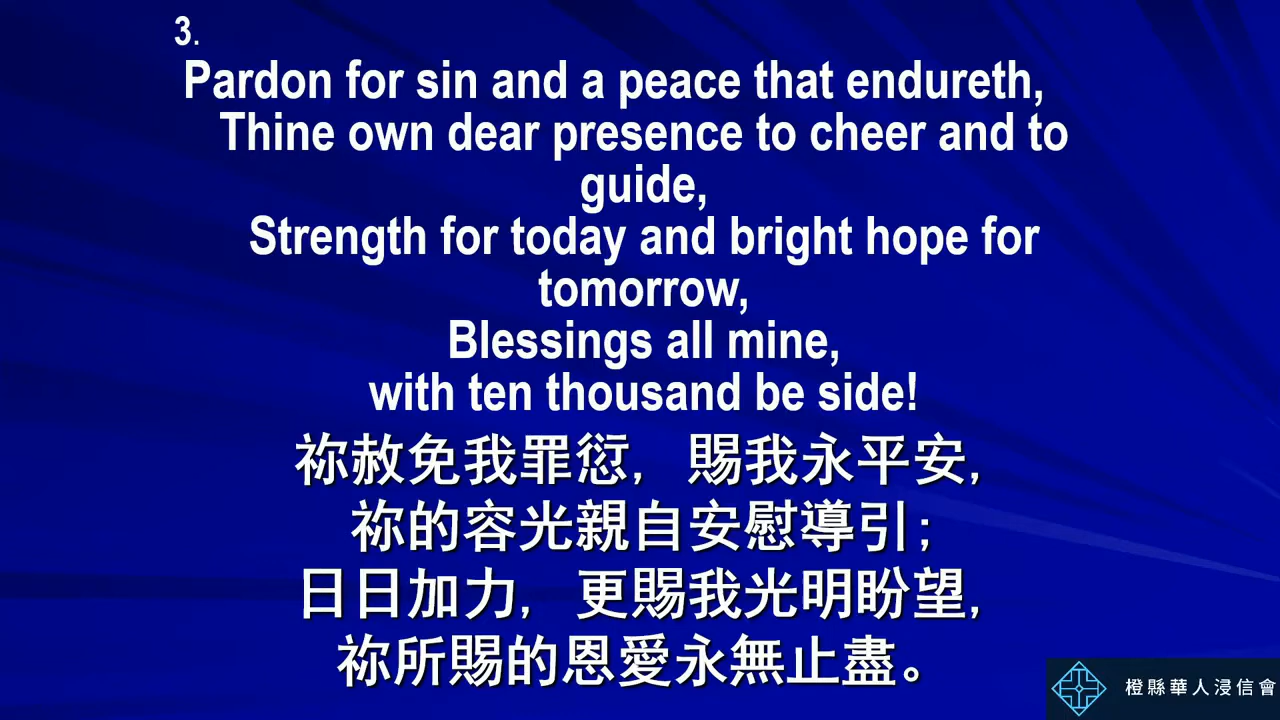 3.
Pardon for sin and a peace that endureth,
Thine own dear presence to cheer and to
guide,
Strength for today and bright hope for
tomorrow,
Blessings all mine,
with ten thousand be side!
祢赦免我罪愆, 賜我永平安,
祢的容光親自安慰導引;
日日加力, 更賜我光明盼望,
祢所賜的恩愛永無止盡。
橙縣華人浸信會